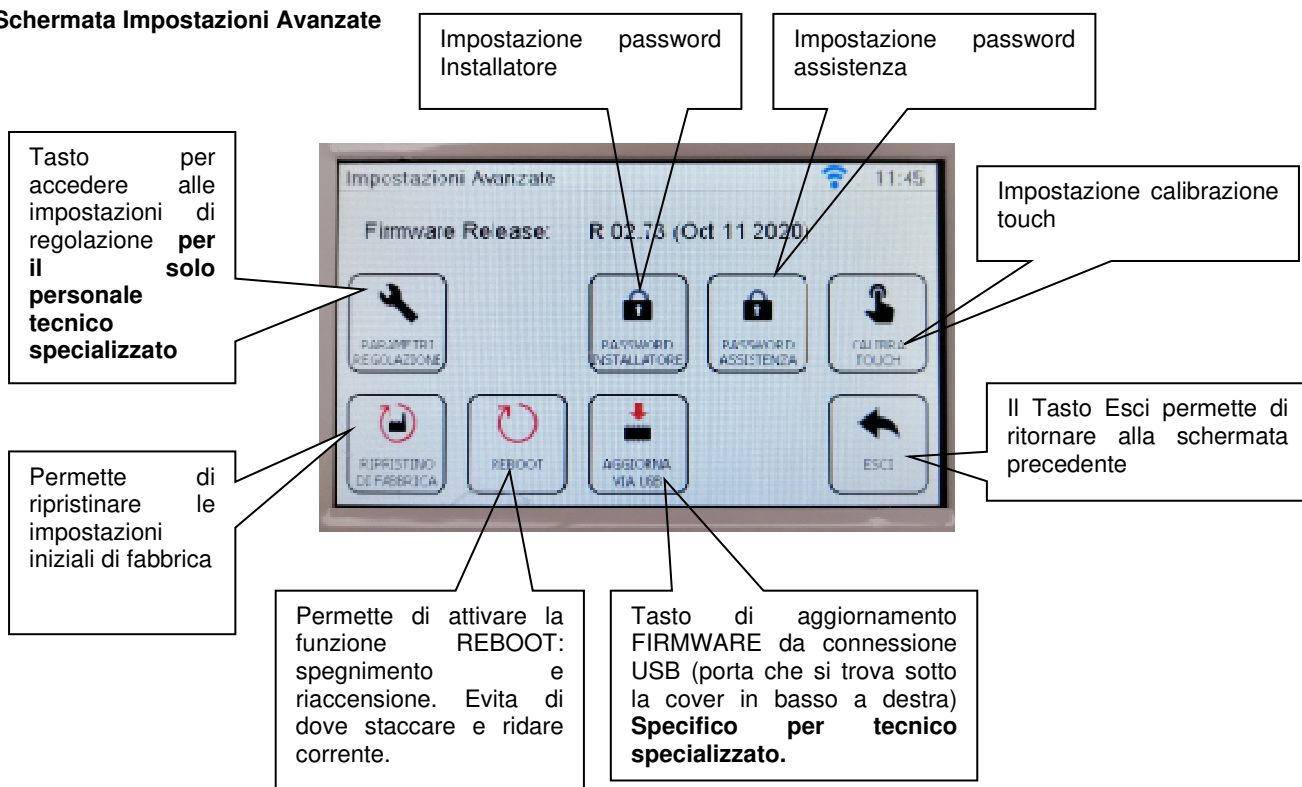 Schermata Impostazioni Avanzate
Impostazione password
Installatore
Impostazione password
assistenza
Tasto per
accedere alle
impostazioni di
regolazione per
il solo
personale
tecnico
specializzato
Impostazioni Avanzate 11:45
Firmware Release: R 02.73 (Oct 11 2020)
PARAMETRI
REGOLAZIONE
PASSWORD
INSTALLATORE
PASSWORD
ASSISTENZA
CALIBRA
TOUCH
RIPRISTINO
DI FABBRICA
REBOOT
AGGIORNA
VIA USB
ESCI
Impostazione calibrazione
touch
Il Tasto Esci permette di
ritornare alla schermata
precedente
Permette di
ripristinare le
impostazioni
iniziali di fabbrica
Permette di attivare la
funzione REBOOT:
spegnimento e
riaccensione. Evita di
dove staccare e ridare
corrente.
Tasto di aggiornamento
FIRMWARE da connessione
USB (porta che si trova sotto
la cover in basso a destra)
Specifico per tecnico
specializzato.